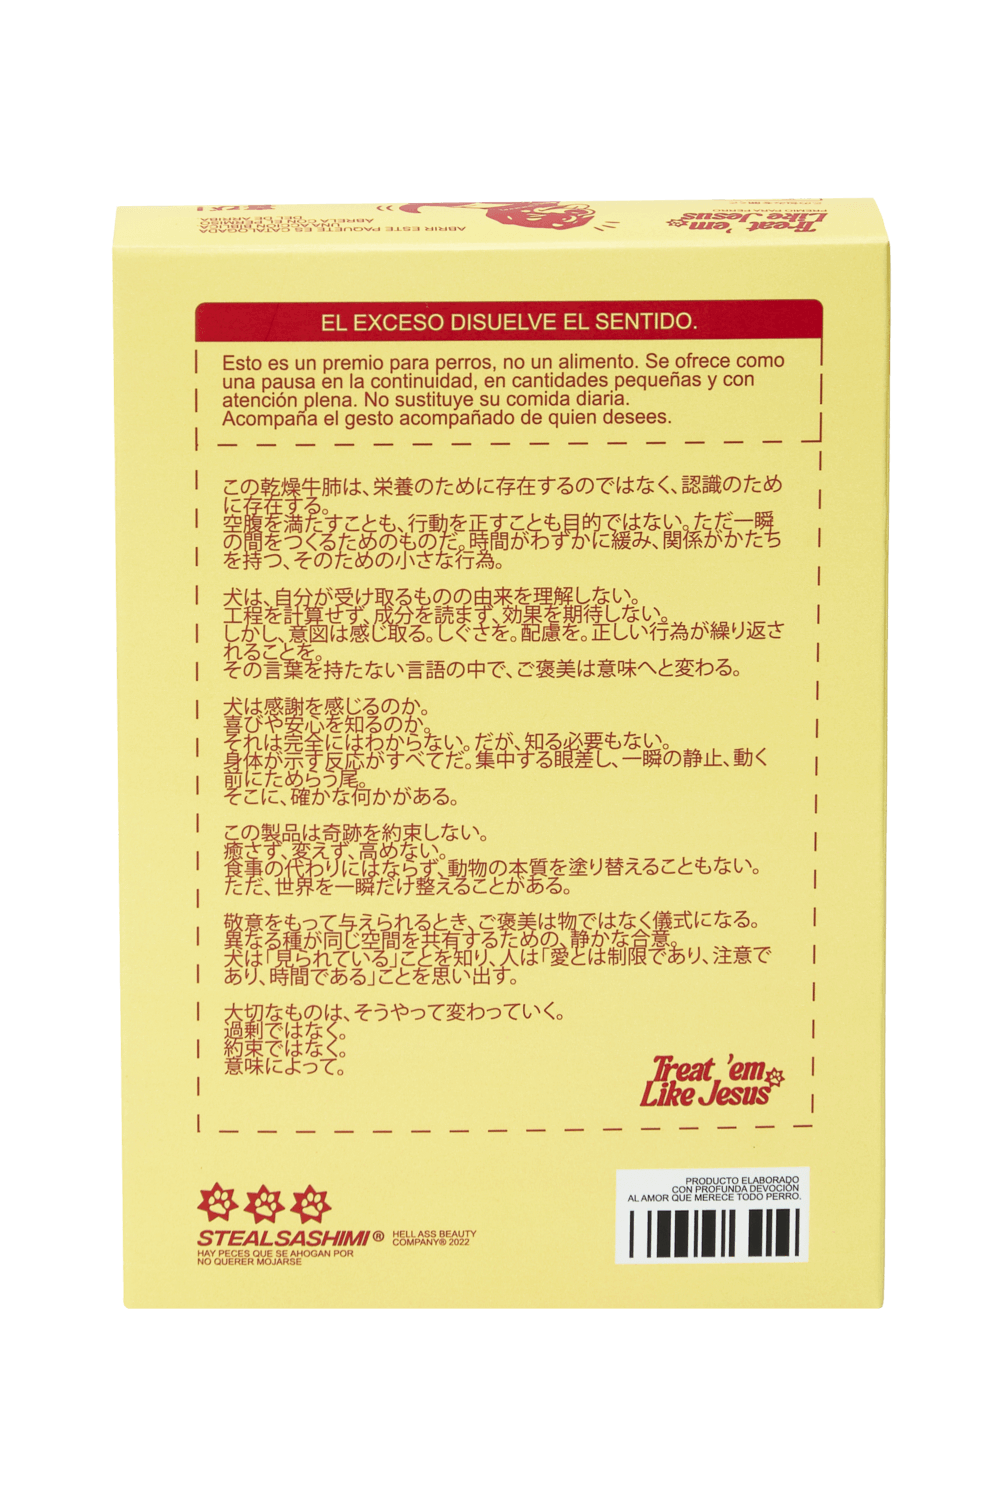 喜び!
ABRIR ESTE PAQUETE ES CATALOGADA
UNA ACCIÓN BÍBLICA
ÁBRELA CON EL PERMISO
DEL DE ARRIBA
PREMIO PARA PERRO
Treat 'em
Like Jesus
EL EXCESO DISUELVE EL SENTIDO.
Esto es un premio para perros, no un alimento. Se ofrece como
una pausa en la continuidad, en cantidades pequeñas y con
atención plena. No sustituye su comida diaria.
Acompaña el gesto acompañado de quien desees.
この乾燥牛肺は、栄養のために存在するのではなく、認識のため
に存在する。
空腹を満たすことも、行動を正すことも目的ではない。ただ一瞬
の間をつくるためのものだ。時間がわずかに緩み、関係がかたち
を持つ、そのための小さな行為。
犬は、自分が受け取るものの由来を理解しない。
工程を計算せず、成分を読まず、効果を期待しない。
しかし、意図は感じ取る。しぐさを。配慮を。正しい行為が繰り返さ
れることを。
その言葉を持たない言語の中で、ご褒美は意味へと変わる。
犬は感謝を感じるのか。
喜びや安心を知るのか。
それは完全にはわからない。だが、知る必要もない。
身体が示す反応がすべてだ。集中する眼差し、一瞬の静止、動く
前にためらう尾。
そこに、確かな何かがある。
この製品は奇跡を約束しない。
癒さず、変えず、高めない。
食事の代わりにはならず、動物の本質を塗り替えることもない。
ただ、世界を一瞬だけ整えることがある。
敬意をもって与えられるとき、ご褒美は物ではなく儀式になる。
異なる種が同じ空間を共有するための、静かな合意。
犬は「見られている」ことを知り、人は「愛とは制限であり、注意で
あり、時間である」ことを思い出す。
大切なものは、そうやって変わっていく。
過剰ではなく。
約束ではなく。
意味によって。
Treat 'em
Like Jesus
STEALSASHIMI®
HELL ASS BEAUTY
COMPANY® 2022
HAY PECES QUE SE AHOGAN POR
NO QUERER MOJARSE
PRODUCTO ELABORADO
CON PROFUNDA DEVOCIÓN
AL AMOR QUE MERECE TODO PERRO.